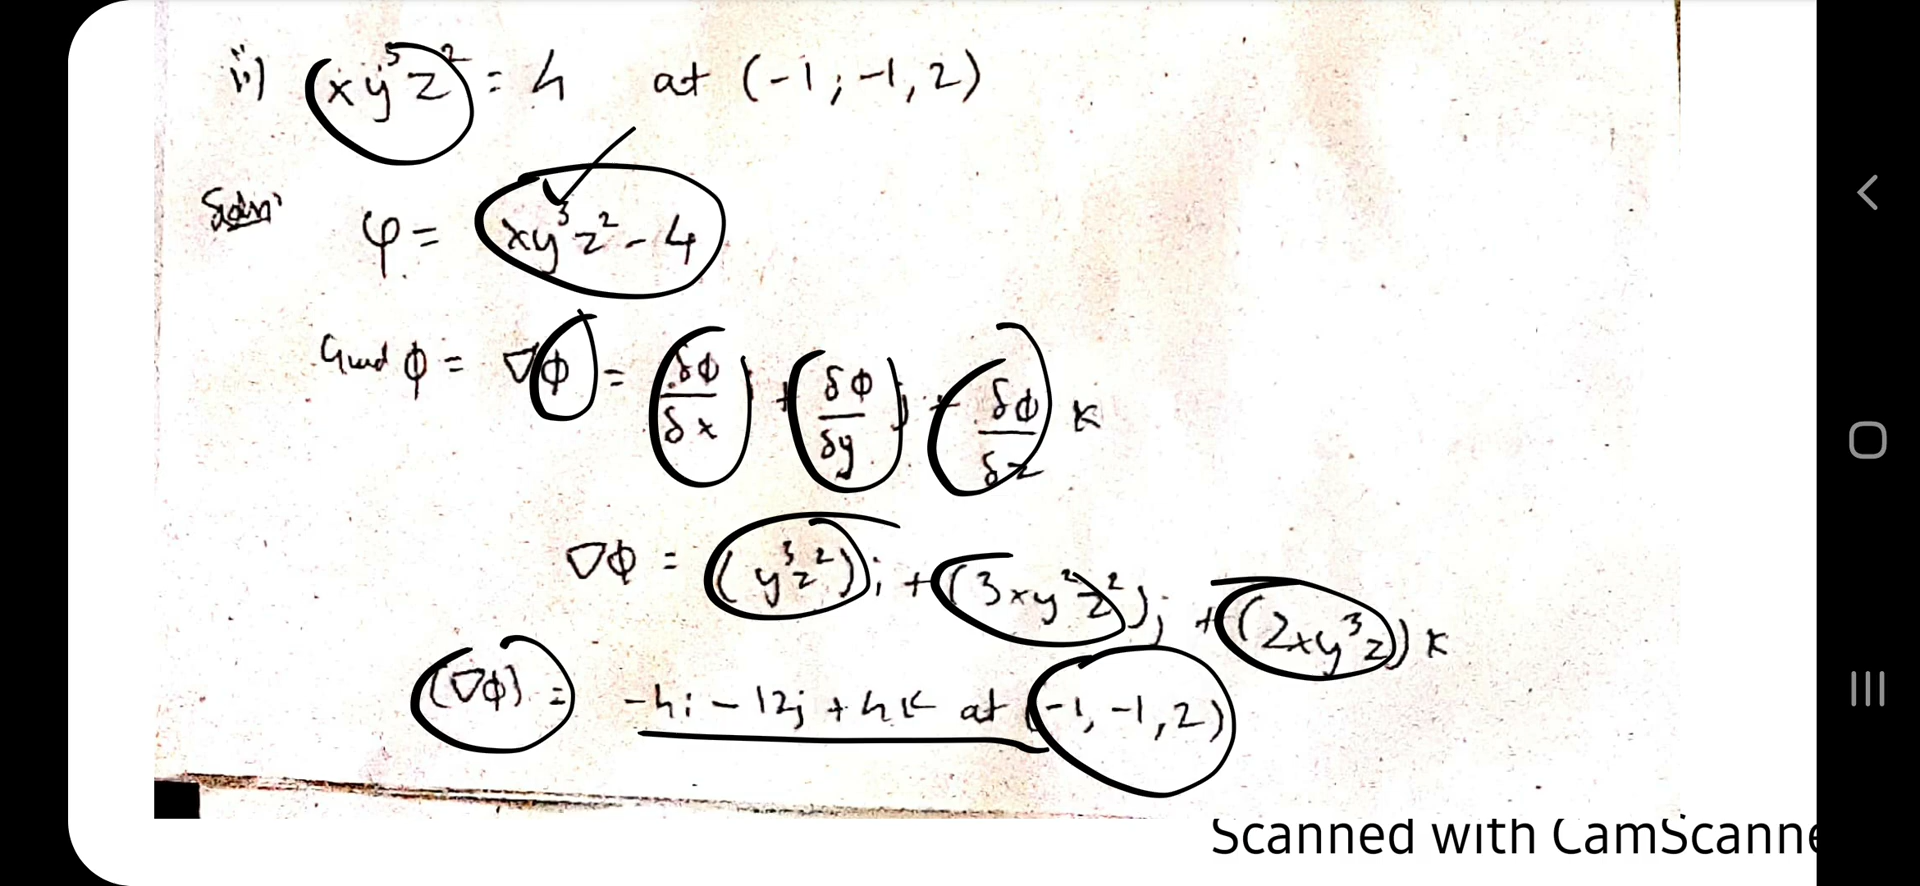 ii) (xy³z²) = 4 at (-1, -1, 2)
Soln:
φ = xy³z² - 4
Grad ϕ = ∇ϕ = δϕ/δx i + δϕ/δy j + δϕ/δz k
∇ϕ = (y³z²)i + (3xy²z²)j + (2xy³z)k
(∇ϕ) = -4i - 12j + 4k at (-1, -1, 2)
Scanned with CamScanne